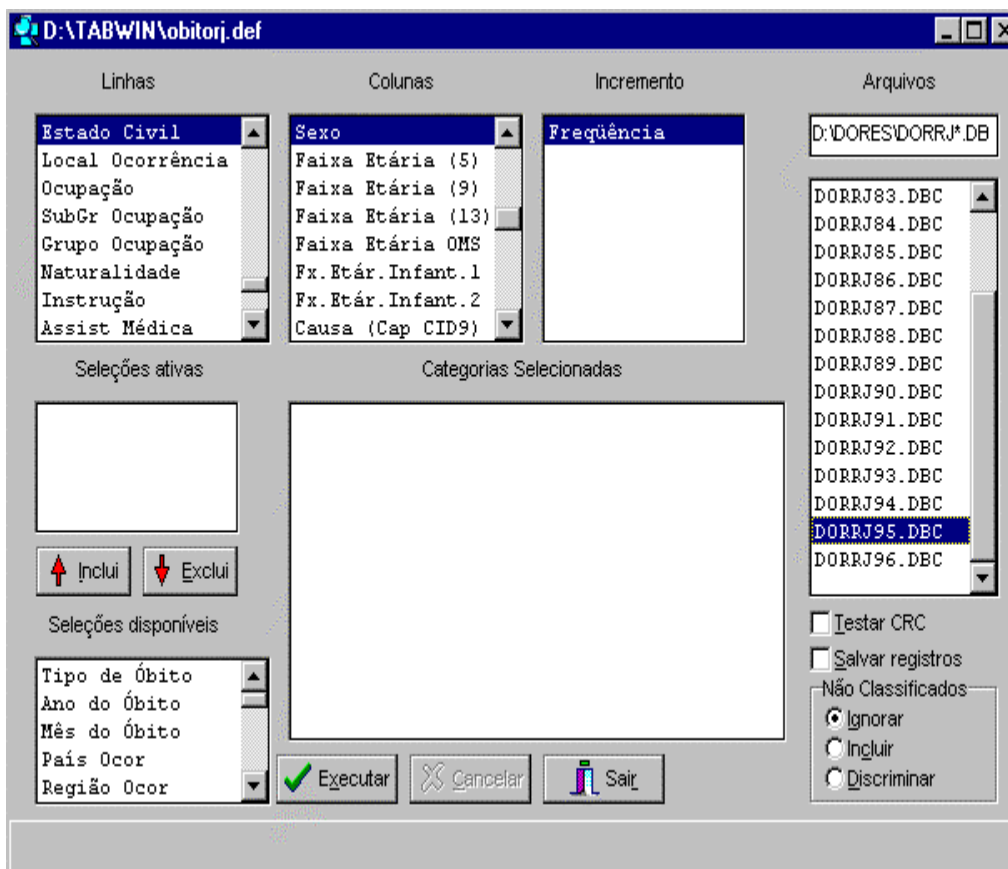 D:\TABWIN\obitorj.def
Linhas
Colunas
Incremento
Arquivos
Estado Civil
Local Ocorrência
Ocupação
SubGr Ocupação
Grupo Ocupação
Naturalidade
Instrução
Assist Médica
Sexo
Faixa Etária (5)
Faixa Etária (9)
Faixa Etária (13)
Faixa Etária OMS
Fx.Etár.Infant.1
Fx.Etár.Infant.2
Causa (Cap CID9)
Freqüência
D:\DORES\DORRJ*.DB
DORRJ83.DBC
DORRJ84.DBC
DORRJ85.DBC
DORRJ86.DBC
DORRJ87.DBC
DORRJ88.DBC
DORRJ89.DBC
DORRJ90.DBC
DORRJ91.DBC
DORRJ92.DBC
DORRJ93.DBC
DORRJ94.DBC
DORRJ95.DBC
DORRJ96.DBC
Seleções ativas
Categorias Selecionadas
Inclui
Exclui
Seleções disponíveis
Tipo de Óbito
Ano do Óbito
Mês do Óbito
País Ocor
Região Ocor
Testar CRC
Salvar registros
Não Classificados
Ignorar
Incluir
Discriminar
Executar
Cancelar
Sair